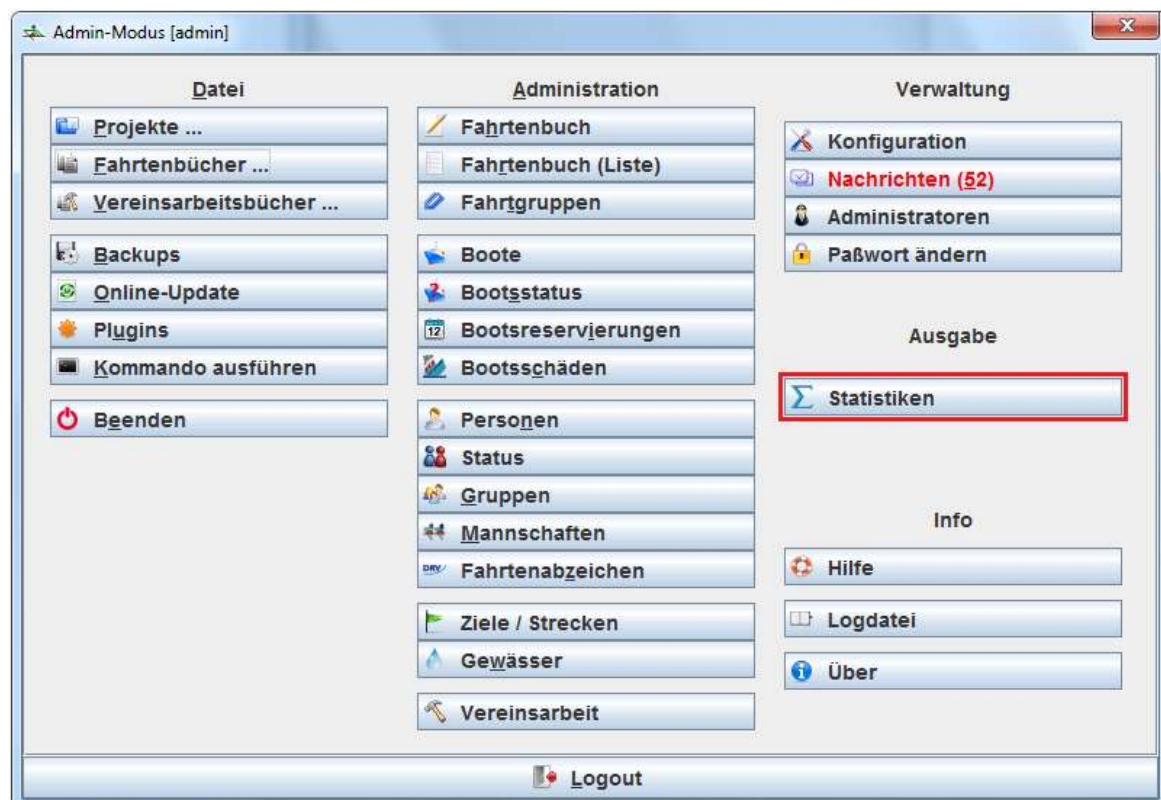 Admin-Modus [admin]
Datei
Projekte ...
Fahrtenbücher ...
Vereinsarbeitsbücher ...
Backups
Online-Update
Plugins
Kommando ausführen
Beenden
Administration
Fahrtenbuch
Fahrtenbuch (Liste)
Fahrtgruppen
Boote
Bootsstatus
12
Bootsreservierungen
Bootsschäden
Personen
Status
Gruppen
Mannschaften
DRV
Fahrtenabzeichen
Ziele / Strecken
Gewässer
Vereinsarbeit
Verwaltung
Konfiguration
Nachrichten (52)
Administratoren
Paßwort ändern
Ausgabe
Σ Statistiken
Info
Hilfe
Logdatei
Über
Logout